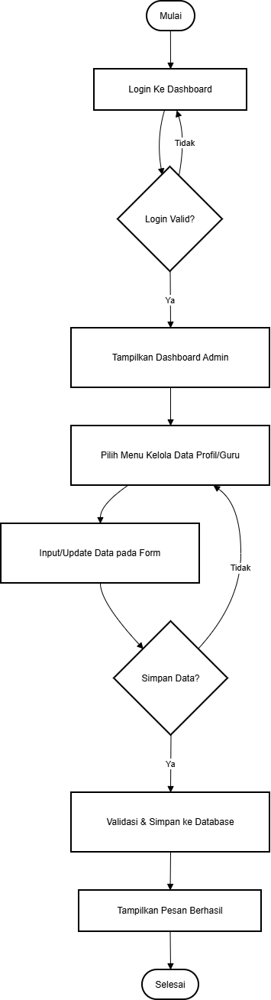 Mulai
Login Ke Dashboard
Tidak
Login Valid?
Ya
Tampilkan Dashboard Admin
Pilih Menu Kelola Data Profil/Guru
Input/Update Data pada Form
Tidak
Simpan Data?
Ya
Validasi & Simpan ke Database
Tampilkan Pesan Berhasil
Selesai